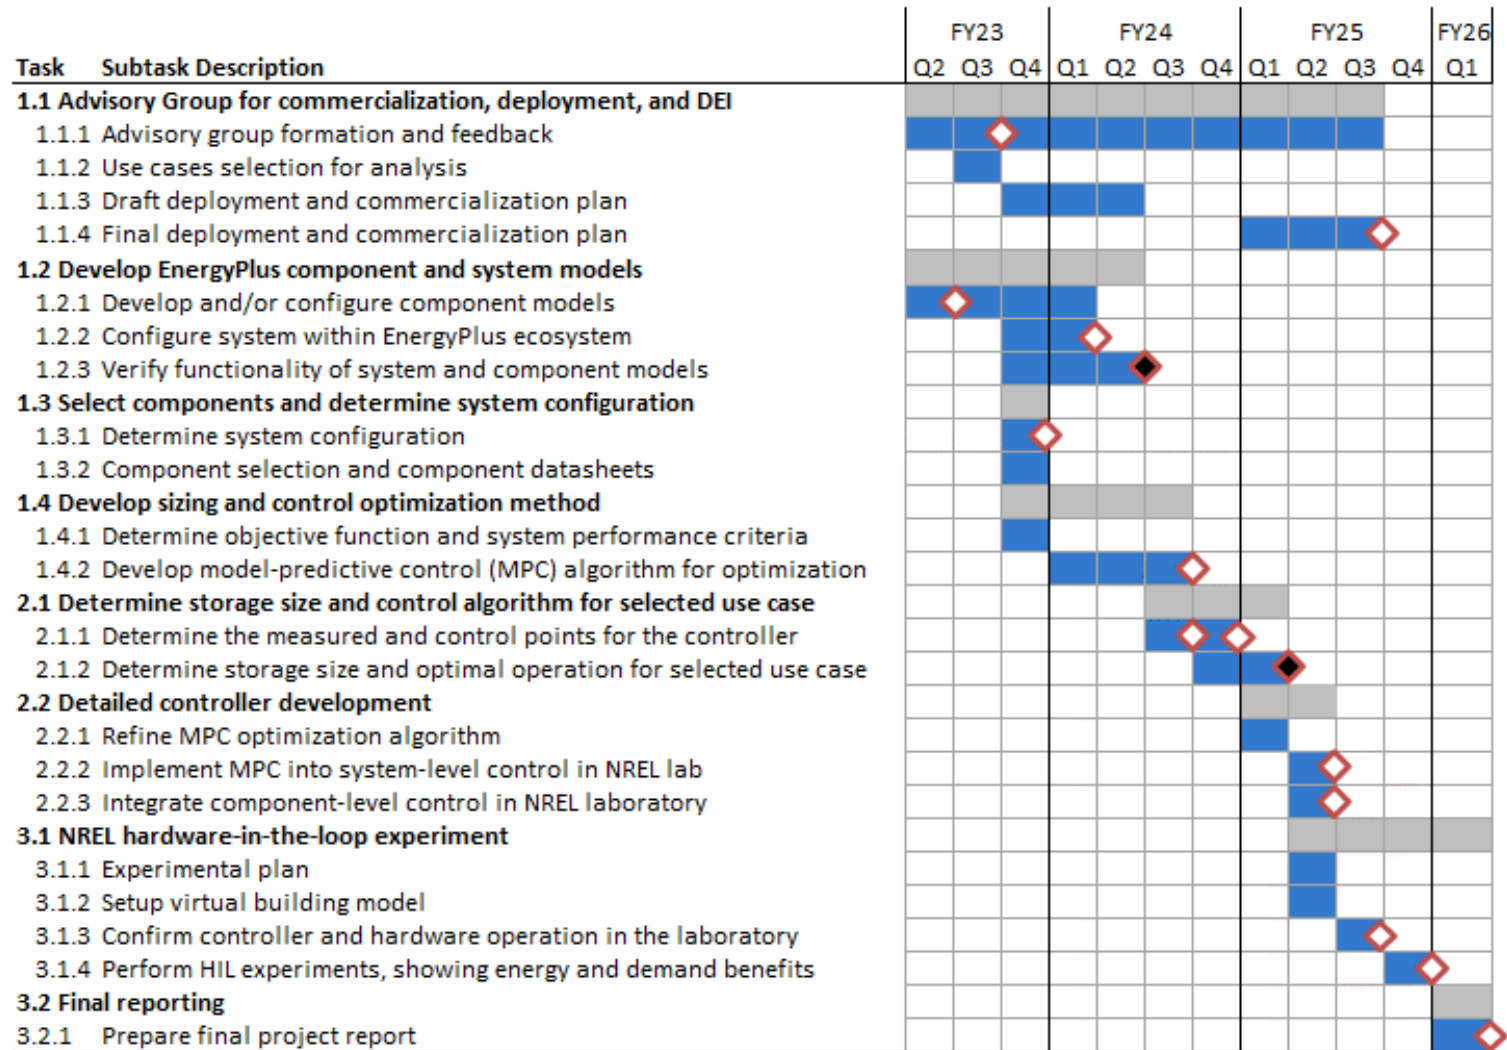 FY23 FY24 FY25 FY26
Task Subtask Description Q2 Q3 Q4 Q1 Q2 Q3 Q4 Q1 Q2 Q3 Q4 Q1
1.1 Advisory Group for commercialization, deployment, and DEI
1.1.1 Advisory group formation and feedback
1.1.2 Use cases selection for analysis
1.1.3 Draft deployment and commercialization plan
1.1.4 Final deployment and commercialization plan
1.2 Develop EnergyPlus component and system models
1.2.1 Develop and/or configure component models
1.2.2 Configure system within EnergyPlus ecosystem
1.2.3 Verify functionality of system and component models
1.3 Select components and determine system configuration
1.3.1 Determine system configuration
1.3.2 Component selection and component datasheets
1.4 Develop sizing and control optimization method
1.4.1 Determine objective function and system performance criteria
1.4.2 Develop model-predictive control (MPC) algorithm for optimization
2.1 Determine storage size and control algorithm for selected use case
2.1.1 Determine the measured and control points for the controller
2.1.2 Determine storage size and optimal operation for selected use case
2.2 Detailed controller development
2.2.1 Refine MPC optimization algorithm
2.2.2 Implement MPC into system-level control in NREL lab
2.2.3 Integrate component-level control in NREL laboratory
3.1 NREL hardware-in-the-loop experiment
3.1.1 Experimental plan
3.1.2 Setup virtual building model
3.1.3 Confirm controller and hardware operation in the laboratory
3.1.4 Perform HIL experiments, showing energy and demand benefits
3.2 Final reporting
3.2.1 Prepare final project report